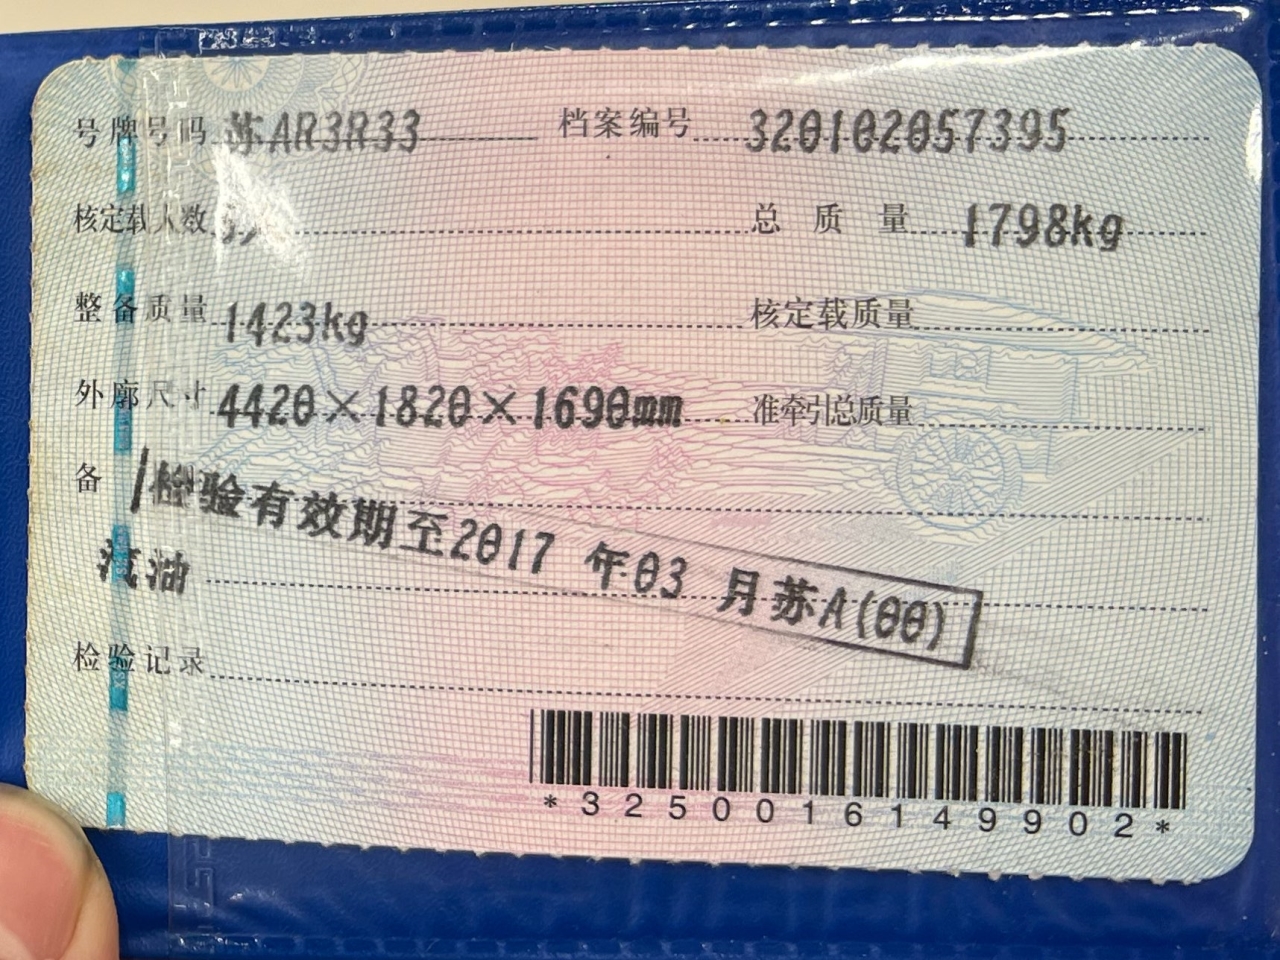 号牌号码 苏AR3R33 档案编号 320102057395
核定载人数 总质量 1798kg
整备质量 1423kg 核定载质量
外廓尺寸 4420×1820×1690mm 准牵引总质量
备 检验有效期至2017年03月苏A(00)
汽油
检验记录
*3250016149902*